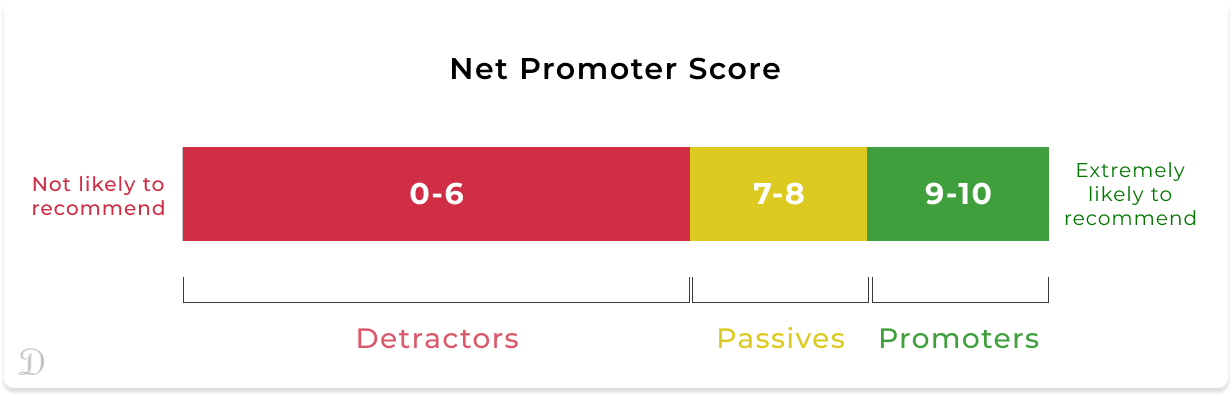 Net Promoter Score
Not likely to
recommend
0-6
7-8
9-10
Extremely
likely to
recommend
Detractors
Passives
Promoters
D